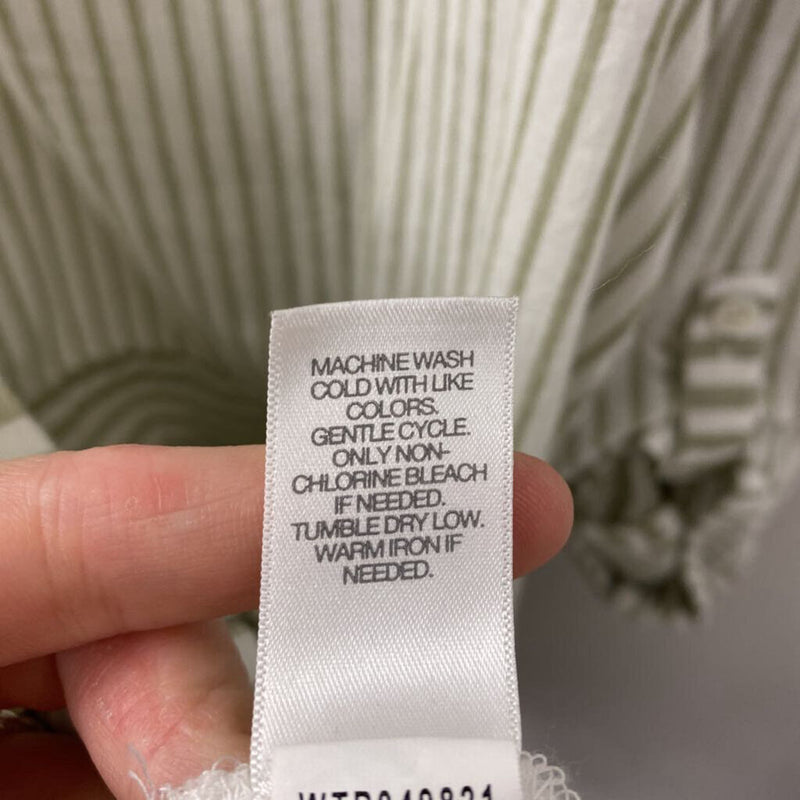 MACHINE WASH
COLD WITH LIKE
COLORS.
GENTLE CYCLE.
ONLY NON-
CHLORINE BLEACH
IF NEEDED.
TUMBLE DRY LOW.
WARM IRON IF
NEEDED.